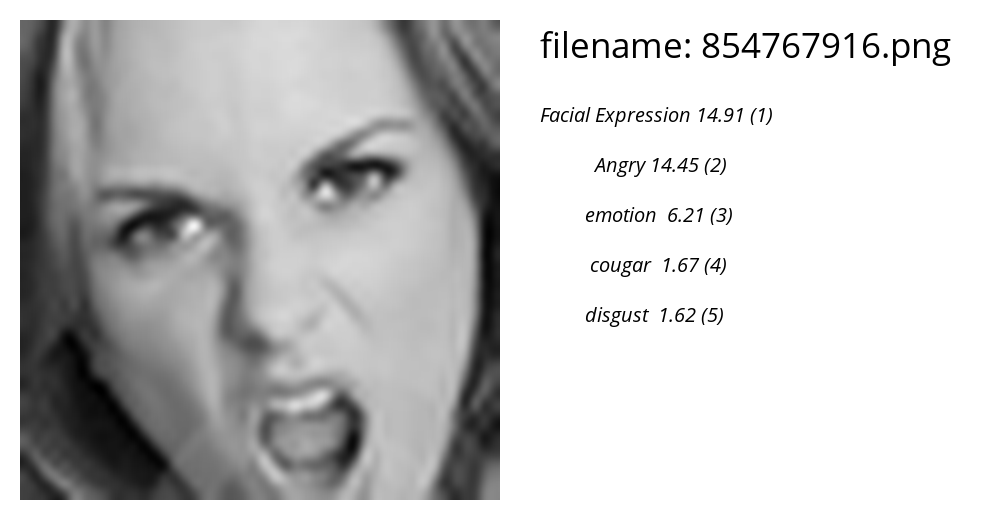 filename: 854767916.png
Facial Expression 14.91 (1)
Angry 14.45 (2)
emotion 6.21 (3)
cougar 1.67 (4)
disgust 1.62 (5)